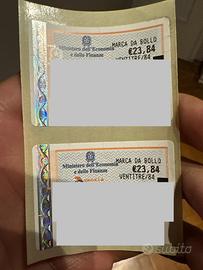 Ministero dell'Economia
e delle Finanze
MARCA DA BOLLO
€23,84
VENTITRE/84
Ministero dell'Economia
e delle Finanze
MARCA DA BOLLO
€23,84
VENTITRE/84
subito